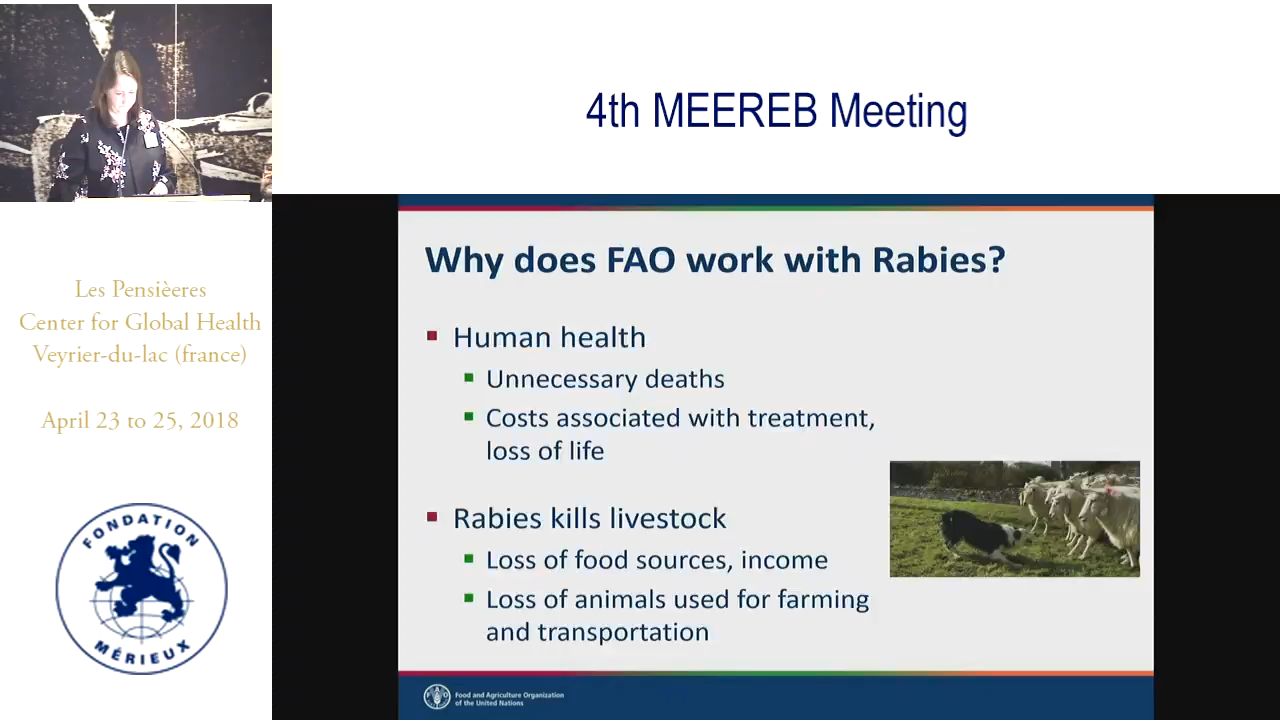 4th MEEREB Meeting
Les Pensièeres
Center for Global Health
Veyrier-du-lac (france)
April 23 to 25, 2018
FONDATION
MÉRIEUX
Why does FAO work with Rabies?
Human health
Unnecessary deaths
Costs associated with treatment,
loss of life
Rabies kills livestock
Loss of food sources, income
Loss of animals used for farming
and transportation
Food and Agriculture Organization
of the United Nations